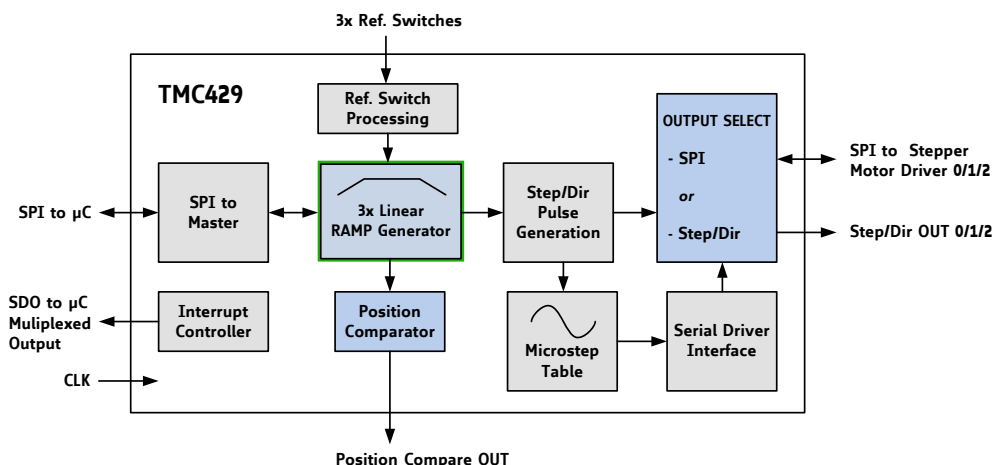 3x Ref. Switches
TMC429
Ref. Switch
Processing
OUTPUT SELECT
- SPI
or
- Step/Dir
SPI to Stepper
Motor Driver 0/1/2
Step/Dir OUT 0/1/2
SPI to µC
SPI to
Master
3x Linear
RAMP Generator
Step/Dir
Pulse
Generation
SDO to µC
Muliplexed
Output
Interrupt
Controller
Position
Comparator
Microstep
Table
Serial Driver
Interface
CLK
Position Compare OUT